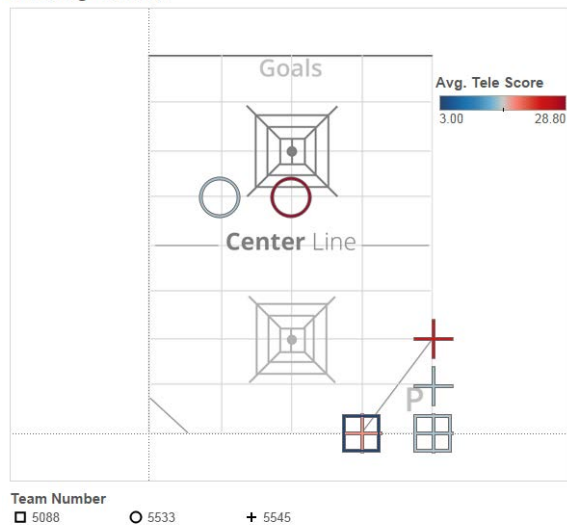 Goals
Avg. Tele Score
3.00 28.80
Center Line
P
Team Number
5088 5533 5545